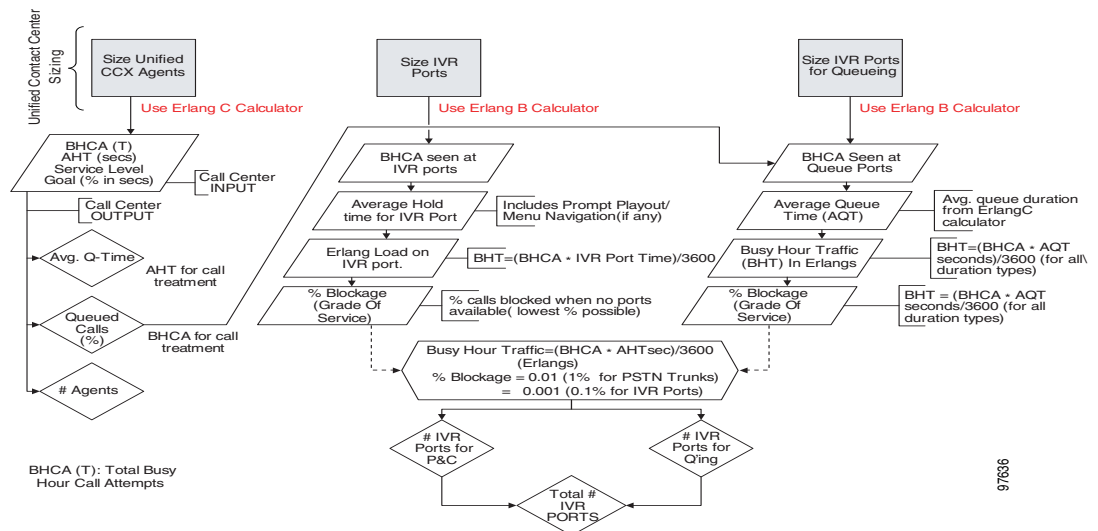 Unified Contact Center
Sizing
Size Unified
CCX Agents
Size IVR
Ports
Size IVR Ports
for Queueing
Use Erlang C Calculator
Use Erlang B Calculator
Use Erlang B Calculator
BHCA (T)
AHT (secs)
Service Level
Goal (% in secs)
Call Center
INPUT
Call Center
OUTPUT
Avg. Q-Time
AHT for call
treatment
Queued
Calls
(%)
BHCA for call
treatment
# Agents
BHCA (T): Total Busy
Hour Call Attempts
BHCA seen at
IVR ports
Average Hold
time for IVR Port
Includes Prompt Playout/
Menu Navigation(if any)
Erlang Load on
IVR port.
BHT=(BHCA * IVR Port Time)/3600
% Blockage
(Grade Of
Service)
% calls blocked when no ports
available( lowest % possible)
BHCA Seen at
Queue Ports
Average Queue
Time (AQT)
Avg. queue duration
from ErlangC
calculator
Busy Hour Traffic
(BHT) In Erlangs
BHT=(BHCA * AQT
seconds)/3600 (for all\
duration types)
% Blockage
(Grade Of
Service)
BHT = (BHCA * AQT
seconds/3600 (for all
duration types)
Busy Hour Traffic=(BHCA * AHTsec)/3600
(Erlangs)
% Blockage = 0.01 (1% for PSTN Trunks)
= 0.001 (0.1% for IVR Ports)
# IVR
Ports for
P&C
# IVR
Ports for
Q'ing
Total #
IVR
PORTS
97636